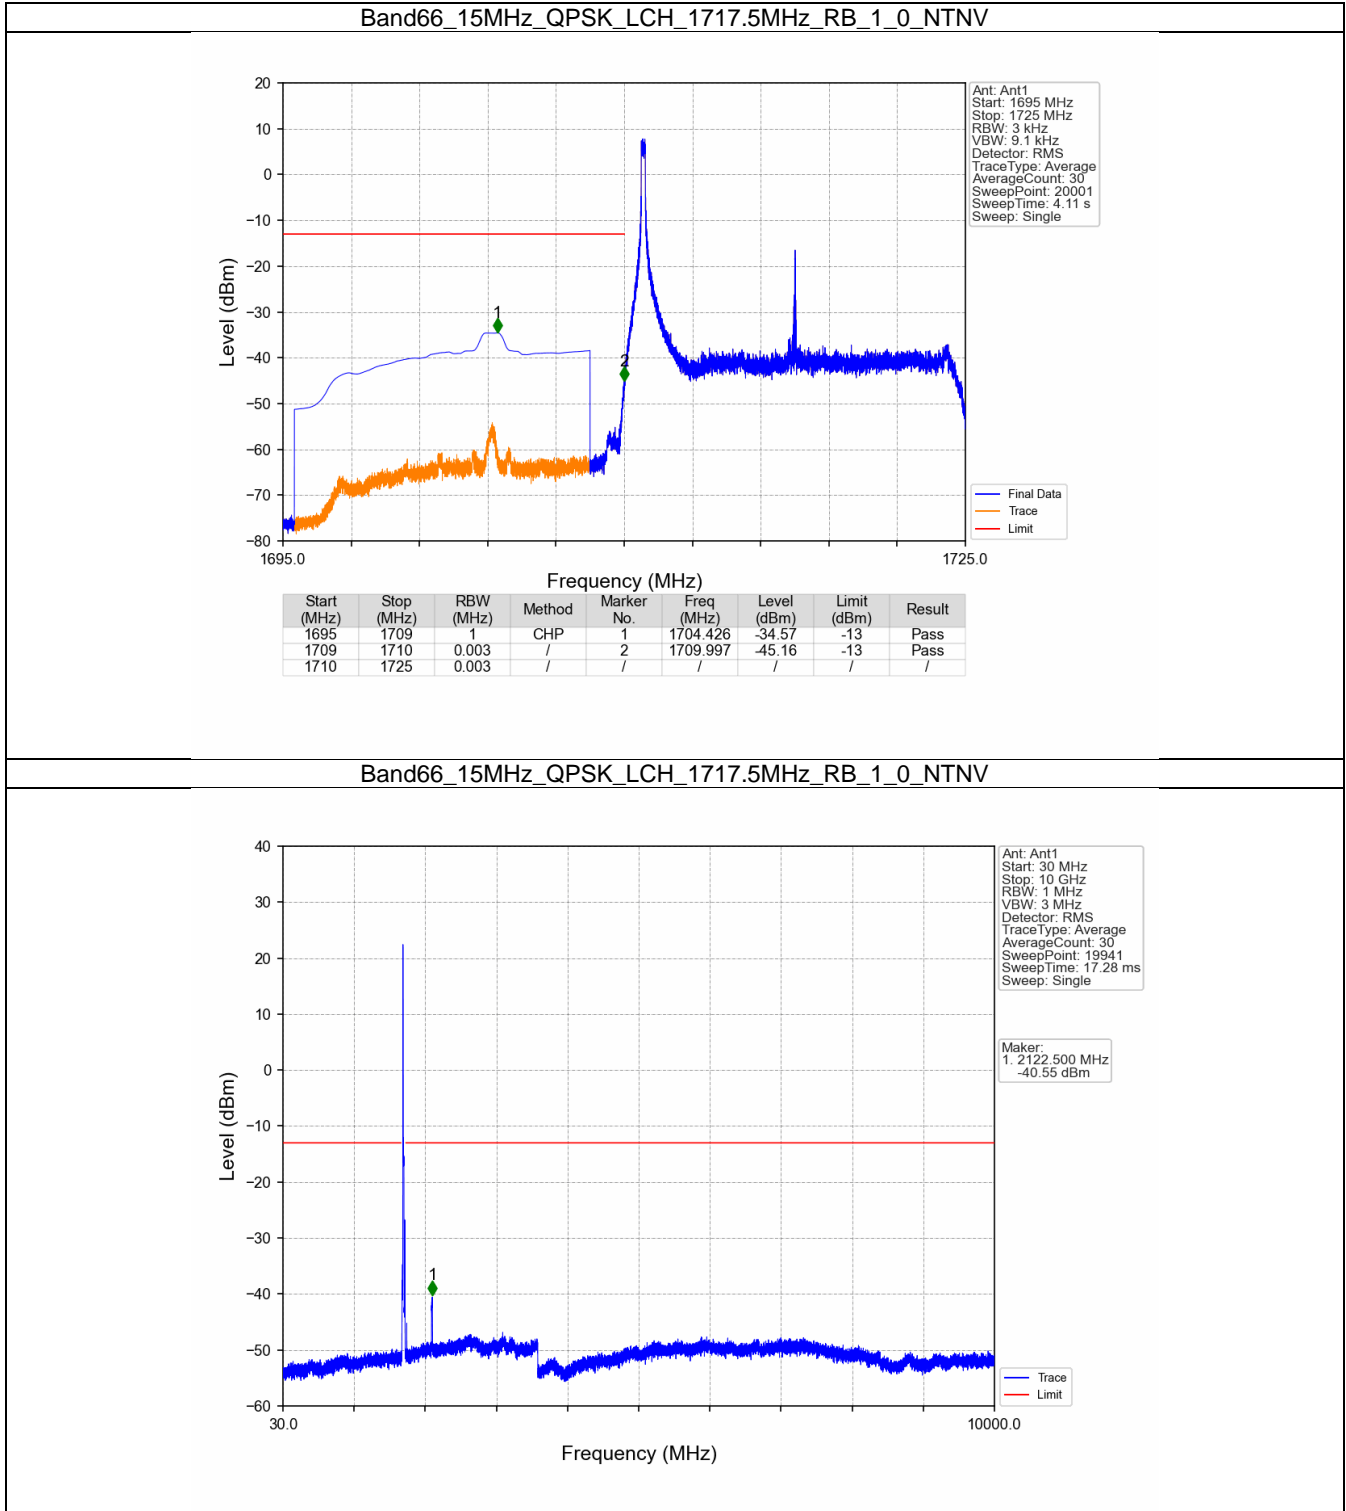 Band66_15MHz_QPSK_LCH_1717.5MHz_RB_1_0_NTNV
20
10
0
−10
−20
−30
−40
−50
−60
−70
−80
Level (dBm)
1
2
1695.0
1725.0
Frequency (MHz)
Ant: Ant1
Start: 1695 MHz
Stop: 1725 MHz
RBW: 3 kHz
VBW: 9.1 kHz
Detector: RMS
TraceType: Average
AverageCount: 30
SweepPoint: 20001
SweepTime: 4.11 s
Sweep: Single
Final Data
Trace
Limit
Start (MHz) Stop (MHz) RBW (MHz) Method Marker No. Freq (MHz) Level (dBm) Limit (dBm) Result
1695 1709 1 CHP 1 1704.426 -34.57 -13 Pass
1709 1710 0.003 / 2 1709.997 -45.16 -13 Pass
1710 1725 0.003 / / / / / /
Band66_15MHz_QPSK_LCH_1717.5MHz_RB_1_0_NTNV
40
30
20
10
0
−10
−20
−30
−40
−50
−60
Level (dBm)
1
30.0
10000.0
Frequency (MHz)
Ant: Ant1
Start: 30 MHz
Stop: 10 GHz
RBW: 1 MHz
VBW: 3 MHz
Detector: RMS
TraceType: Average
AverageCount: 30
SweepPoint: 19941
SweepTime: 17.28 ms
Sweep: Single
Maker:
1. 2122.500 MHz
-40.55 dBm
Trace
Limit